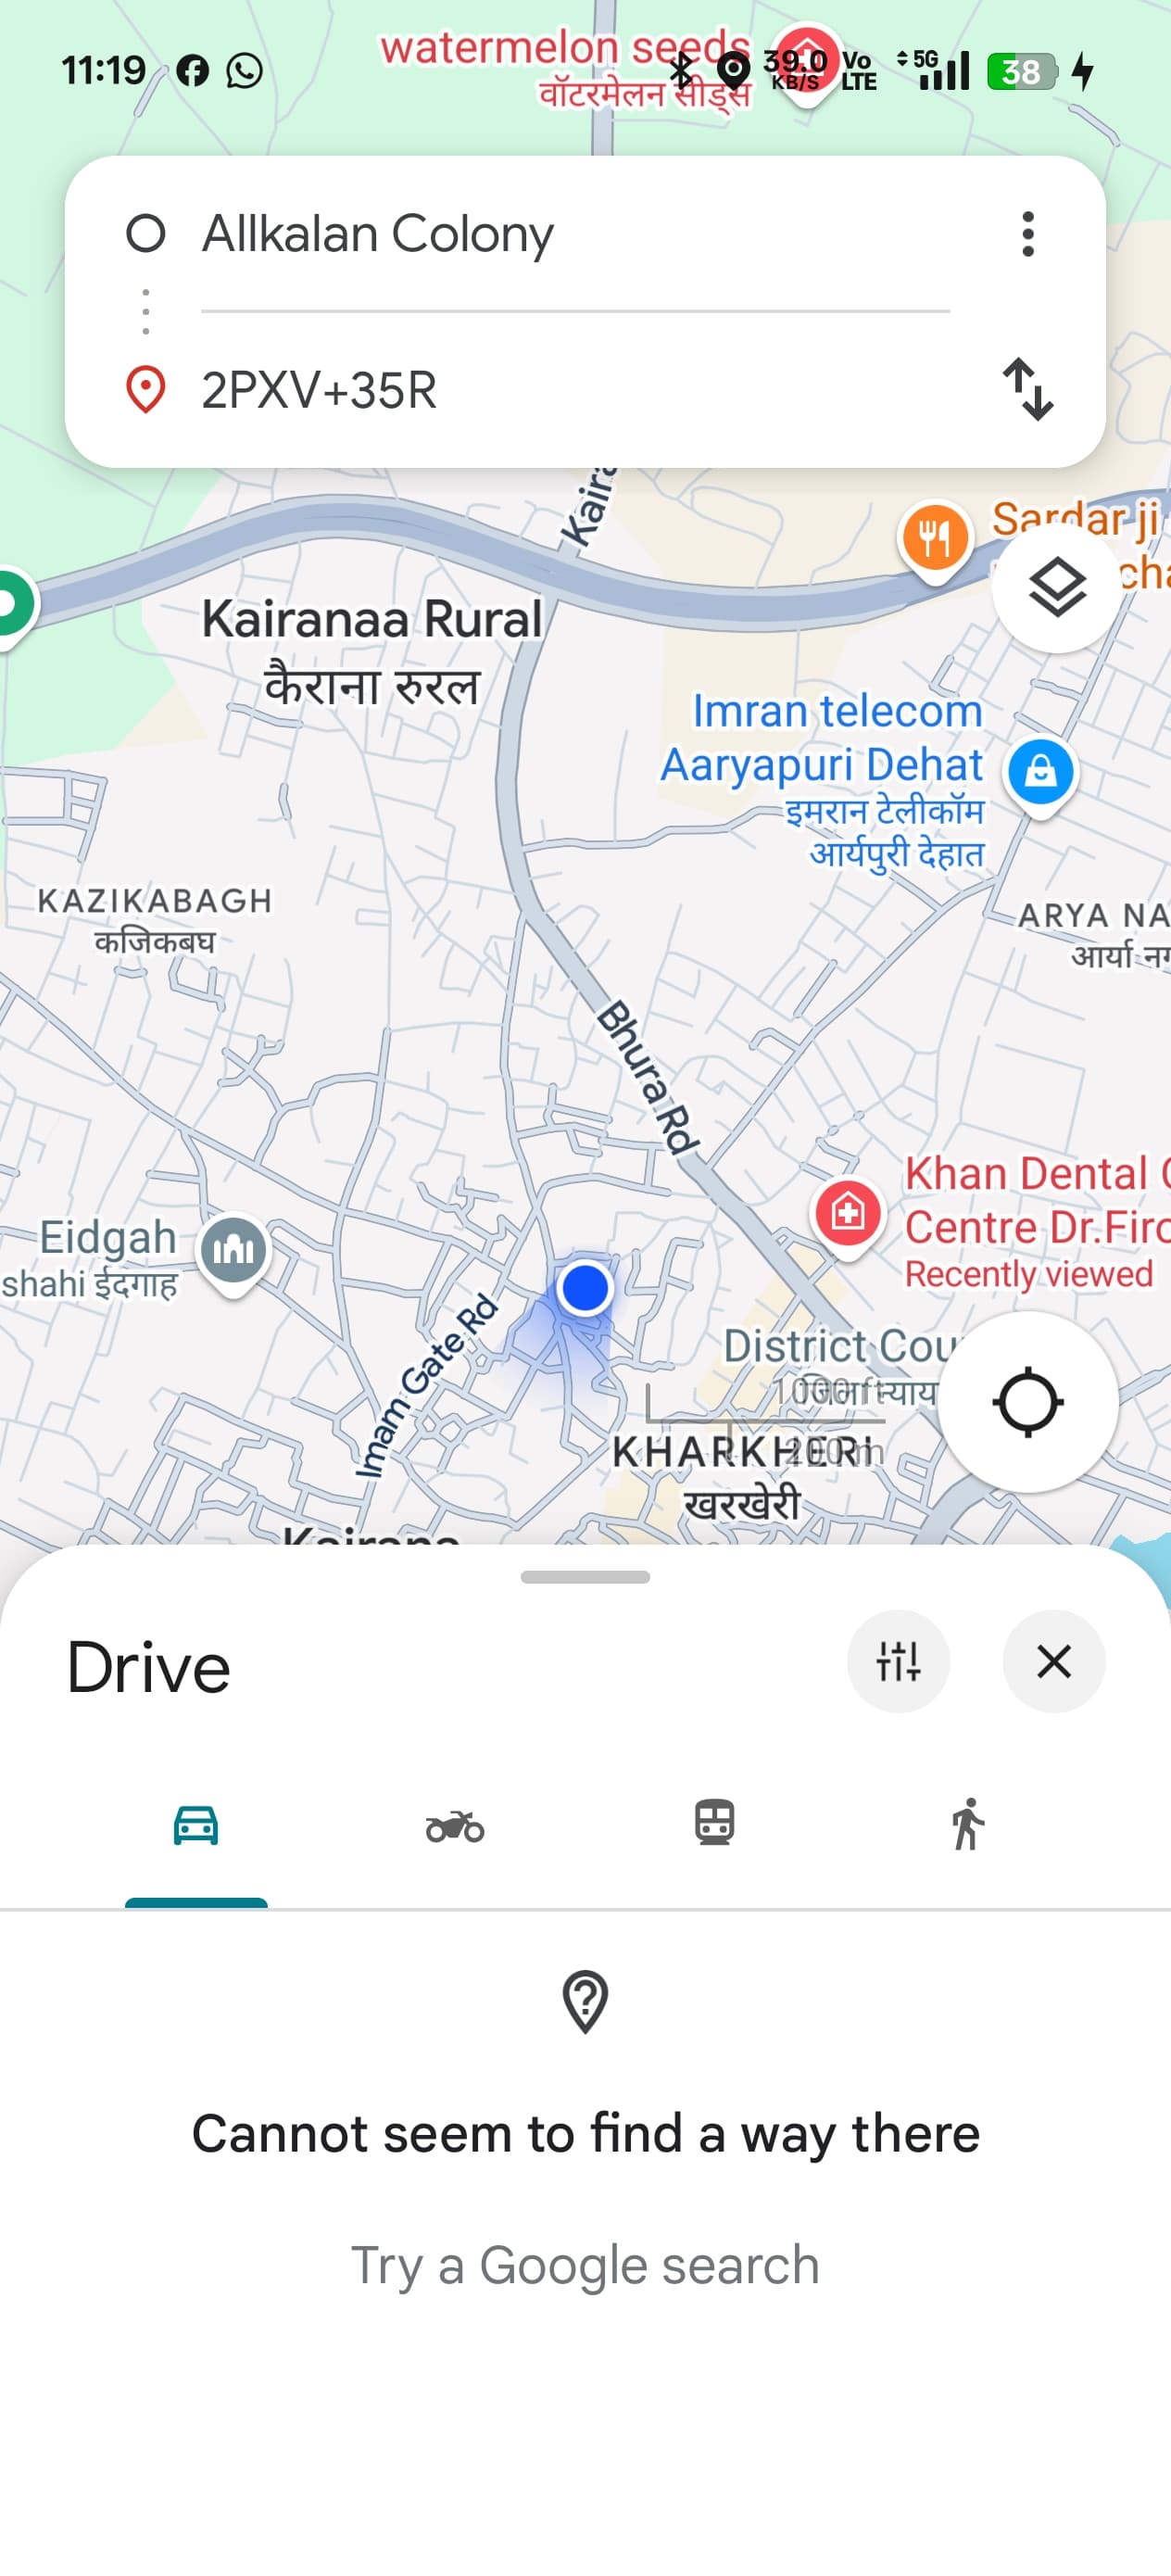 watermelon seeds
वॉटरमेलन सीड्स
11:19
39.0
KB/S
Vo
LTE
5G
38
Allkalan Colony
2PXV+35R
Kaira
Sardar ji
cha
Kairanaa Rural
कैराना रुरल
Imran telecom
Aaryapuri Dehat
इमरान टेलीकॉम
आर्यपुरी देहात
KAZIKABAGH
कजिकबघ
ARYA NA
आर्या नग
Bhura Rd
Khan Dental C
Centre Dr.Firo
Recently viewed
Eidgah
shahi ईदगाह
Imam Gate Rd
District Cou
जिला न्याय
1000 ft
200 m
KHARKHERI
खरखेरी
Kairana
Drive
Cannot seem to find a way there
Try a Google search